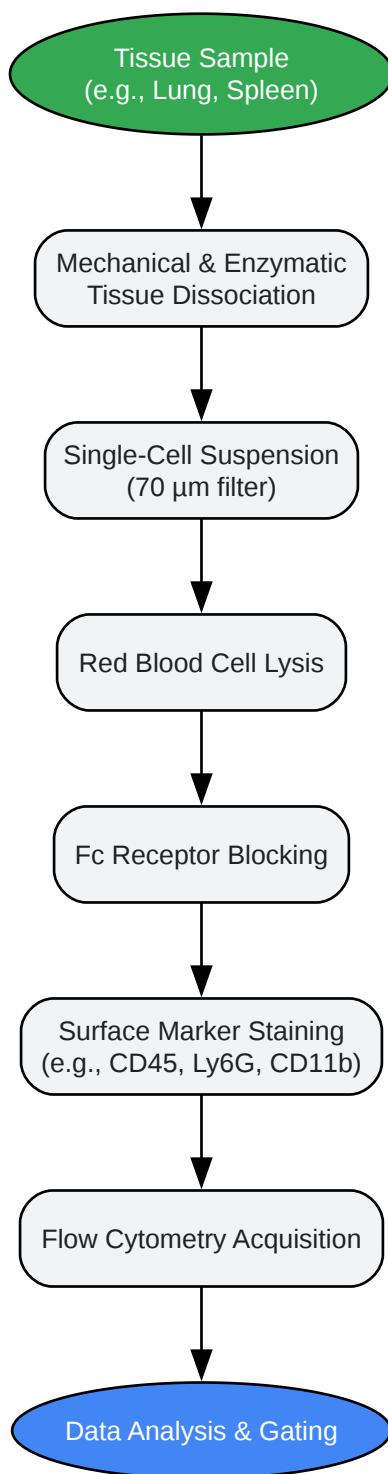 Tissue Sample
(e.g., Lung, Spleen)
Mechanical & Enzymatic
Tissue Dissociation
Single-Cell Suspension
(70 µm filter)
Red Blood Cell Lysis
Fc Receptor Blocking
Surface Marker Staining
(e.g., CD45, Ly6G, CD11b)
Flow Cytometry Acquisition
Data Analysis & Gating